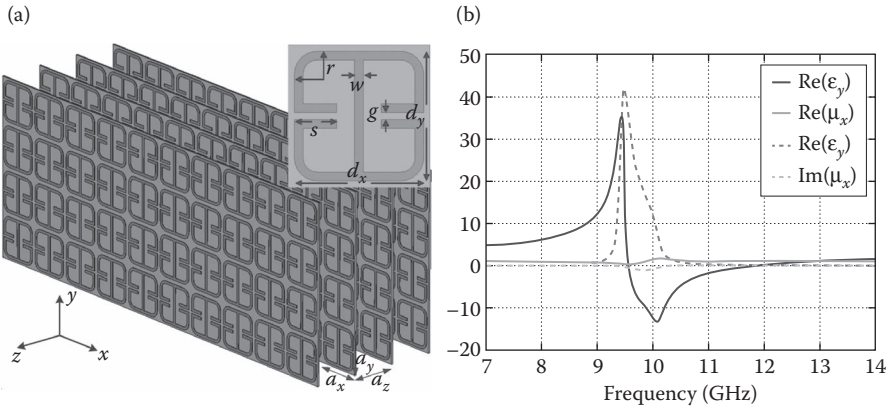 (a)
r
w
s
g
d_y
d_x
y
z
x
a_y
a_x
a_z
(b)
50
40
30
20
10
0
−10
−20
7
8
9
10
11
12
13
14
Frequency (GHz)
Re(ε_y)
Re(μ_x)
Re(ε_y)
Im(μ_x)